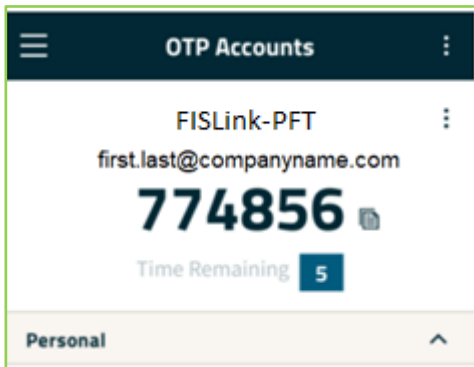 OTP Accounts
FISLink-PFT
first.last@companyname.com
774856
Time Remaining 5
Personal